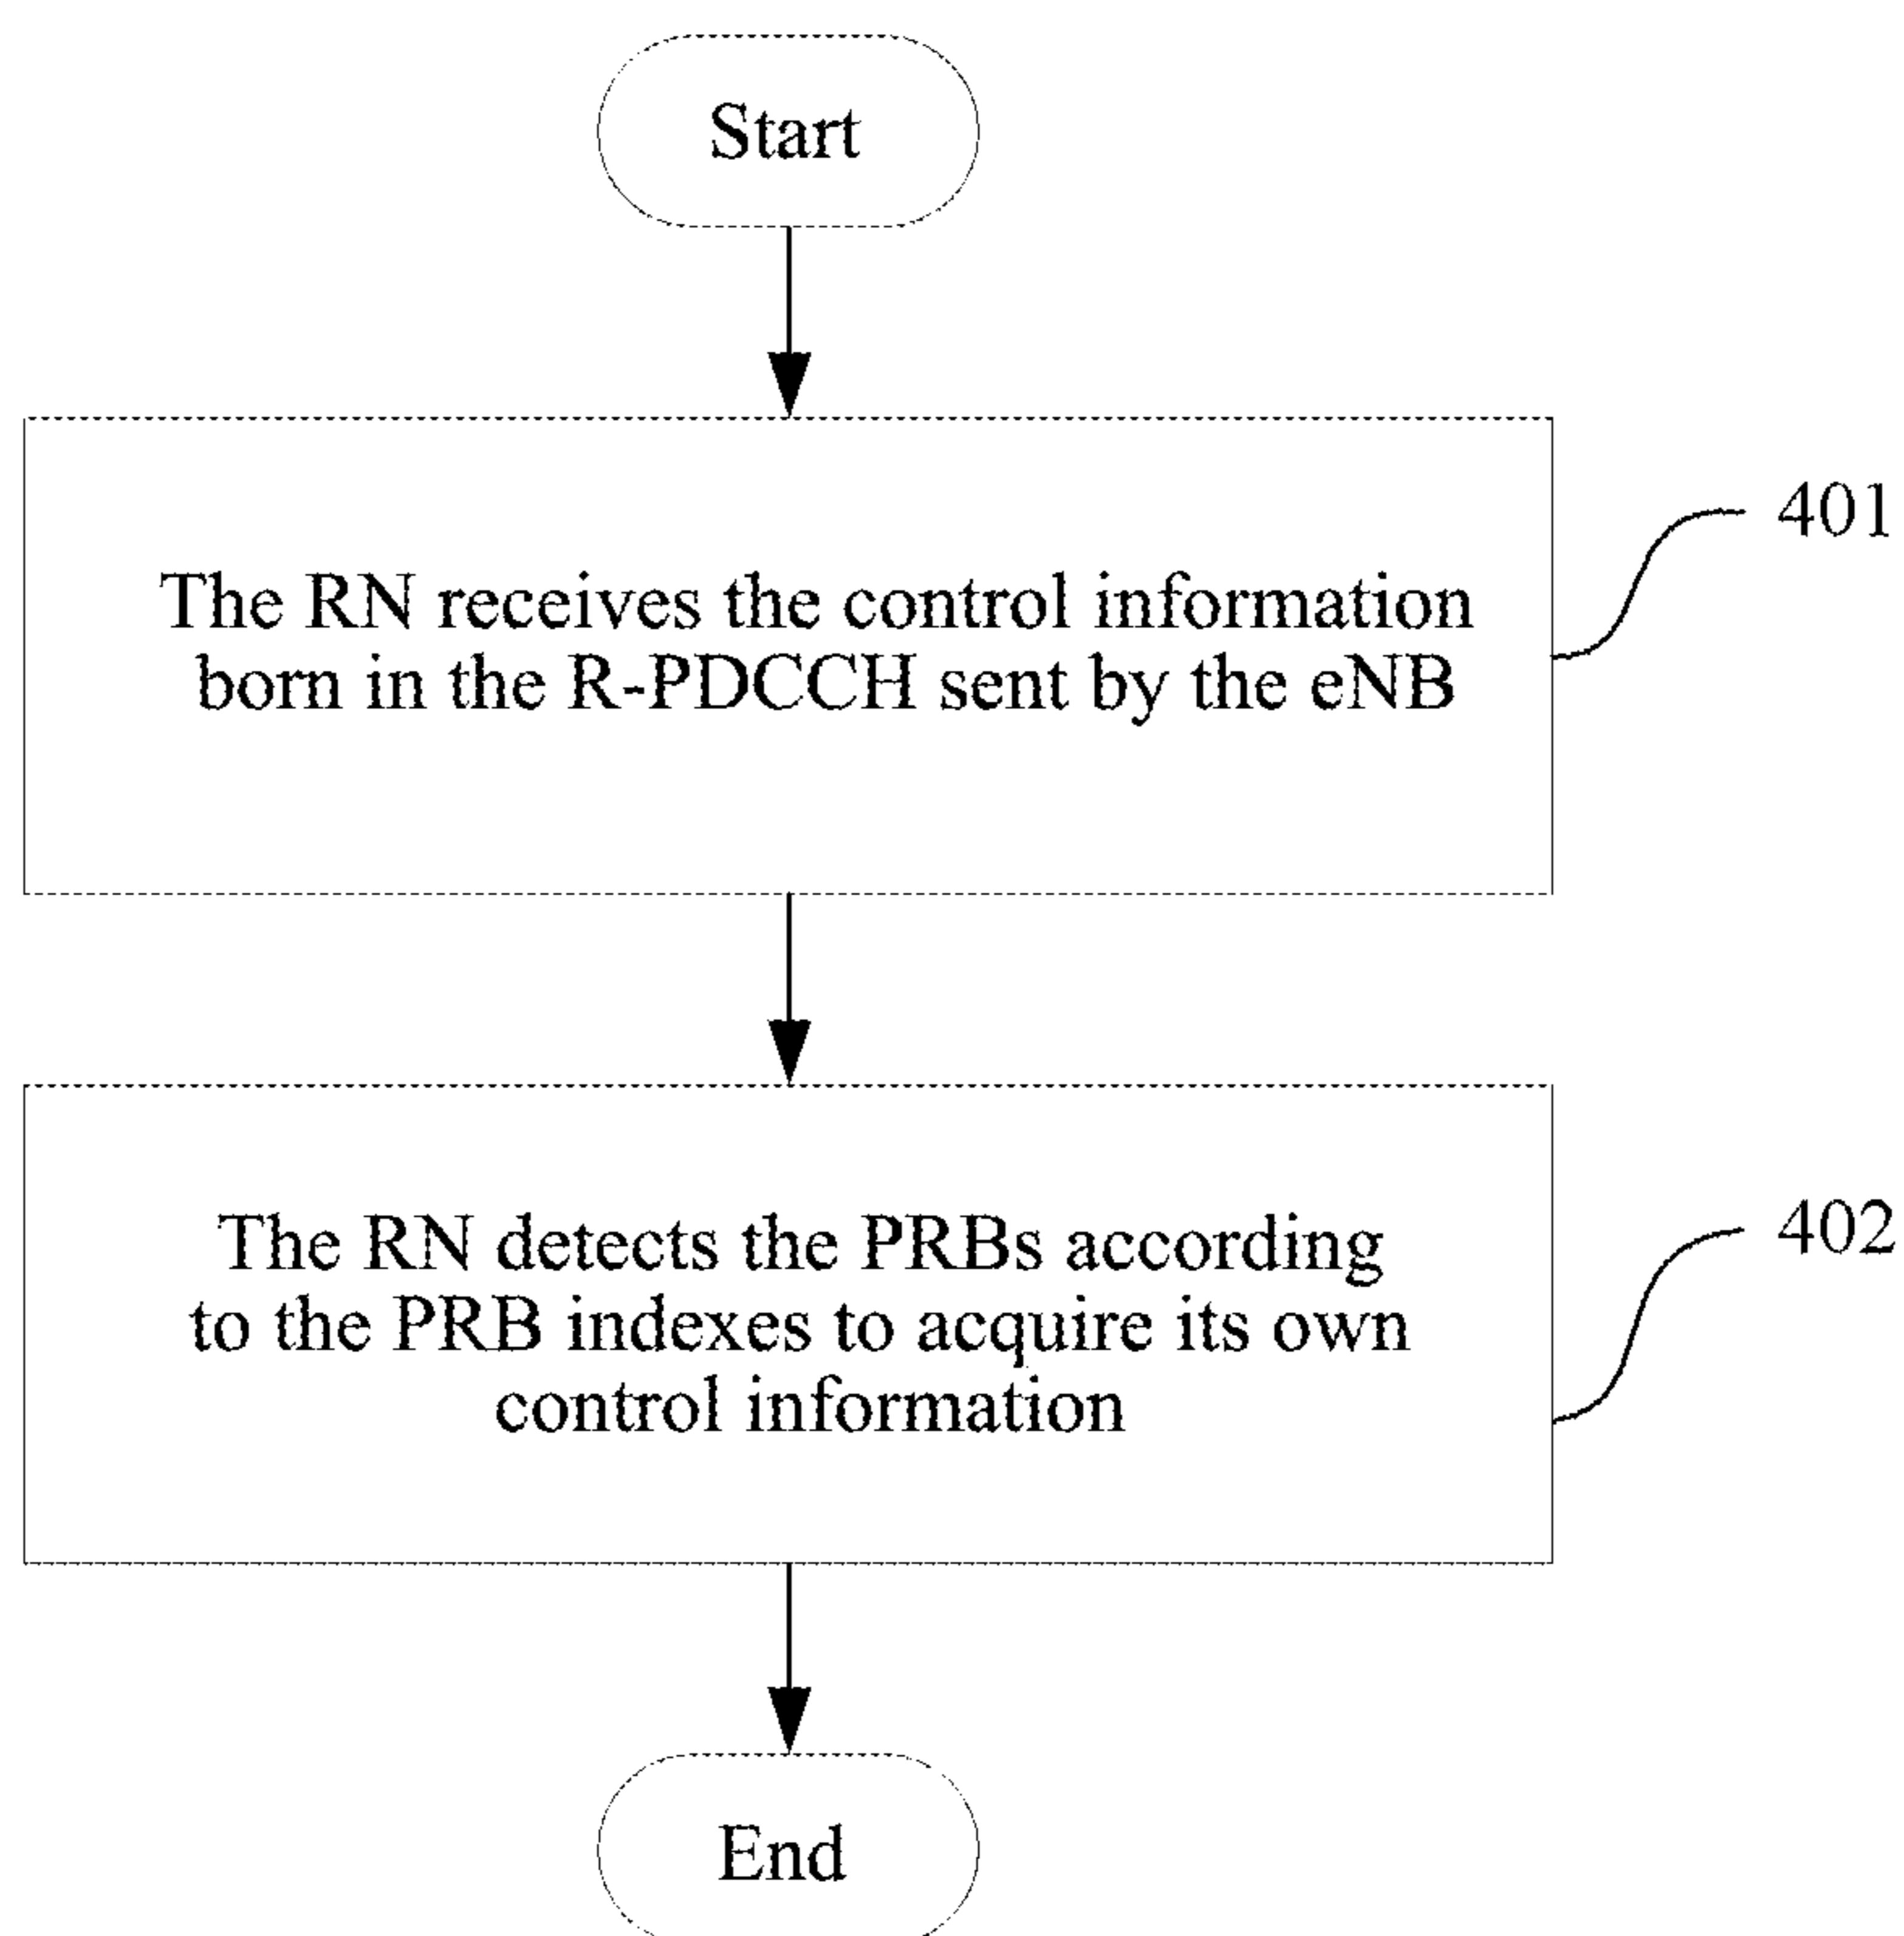 Start
401
The RN receives the control information
born in the R-PDCCH sent by the eNB
402
The RN detects the PRBs according
to the PRB indexes to acquire its own
control information
End